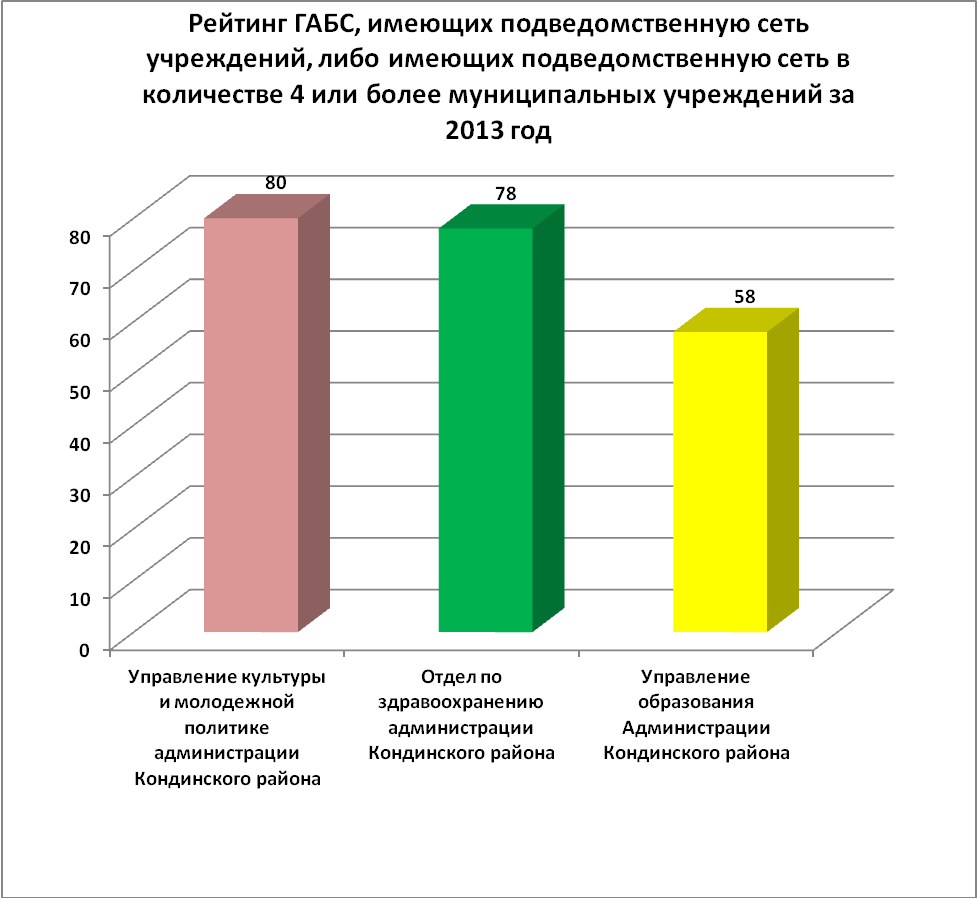 Рейтинг ГАБС, имеющих подведомственную сеть
учреждений, либо имеющих подведомственную сеть в
количестве 4 или более муниципальных учреждений за
2013 год
80
78
58
80
70
60
50
40
30
20
10
0
Управление культуры
и молодежной
политике
администрации
Кондинского района
Отдел по
здравоохранению
администрации
Кондинского района
Управление
образования
Администрации
Кондинского района